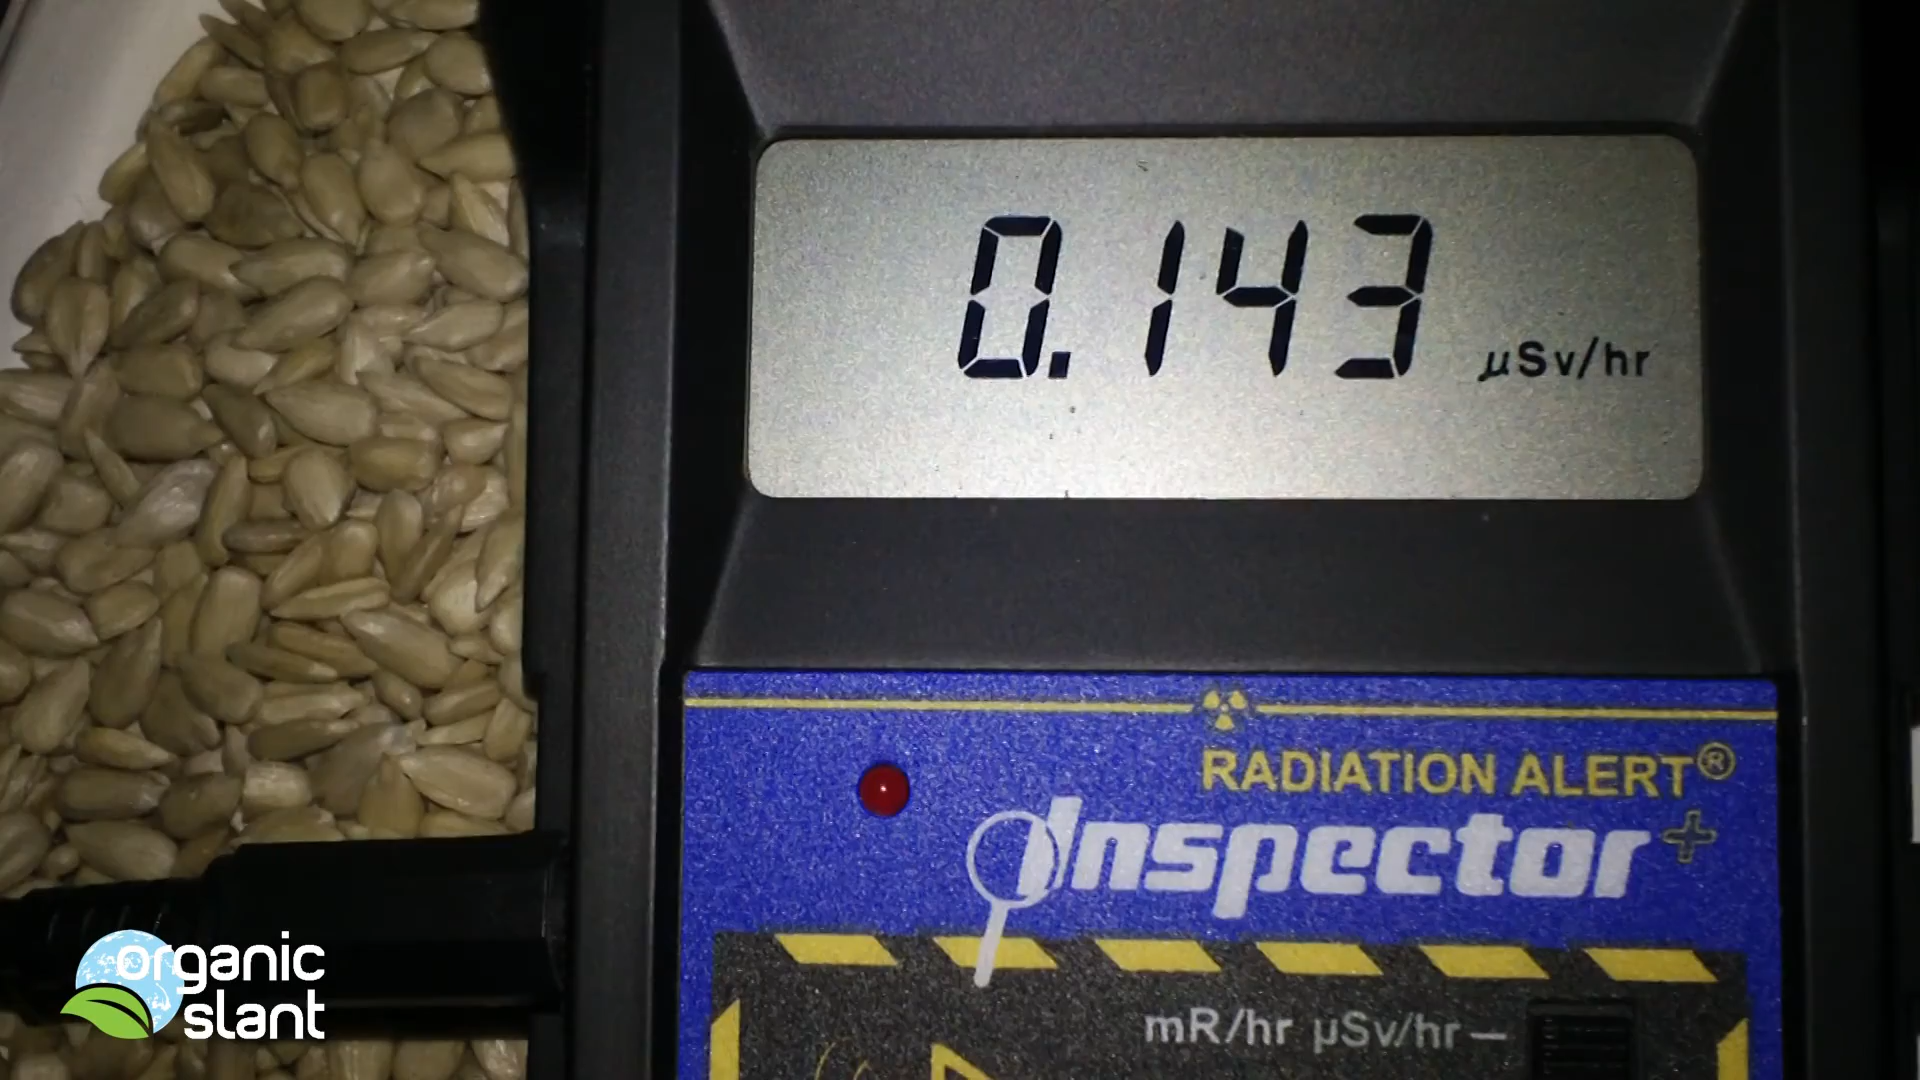 0.143 µSv/hr
RADIATION ALERT®
Inspector+
mR/hr µSv/hr
organic
slant